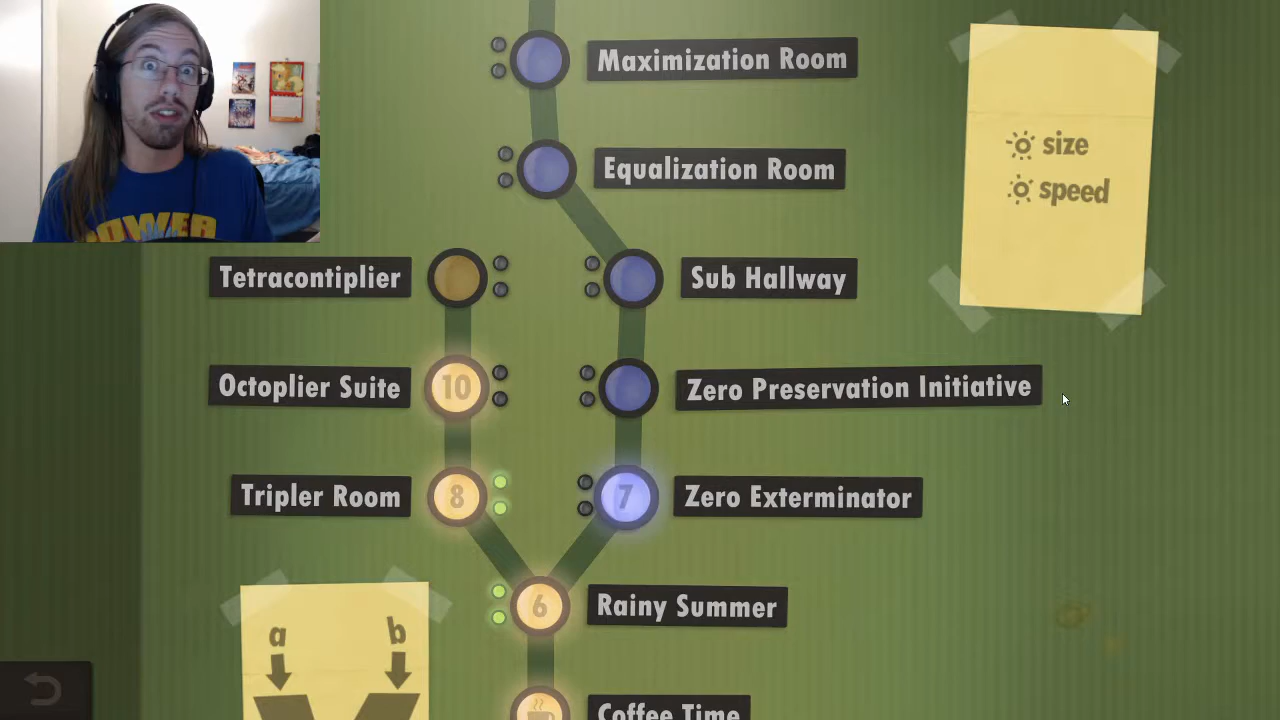 Maximization Room
size
Equalization Room
speed
POWER
Tetracontiplier
Sub Hallway
Octoplier Suite
10
Zero Preservation Initiative
Tripler Room
8
7
Zero Exterminator
6
Rainy Summer
a
b
Coffee Time